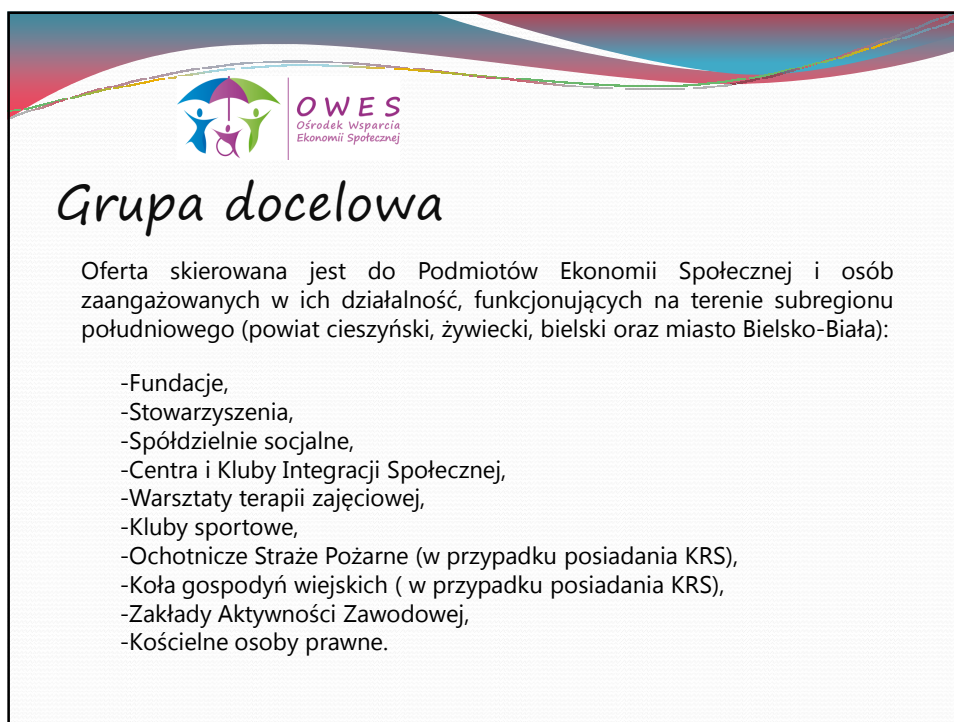 OWES
Ośrodek Wsparcia
Ekonomii Społecznej
Grupa docelowa
Oferta skierowana jest do Podmiotów Ekonomii Społecznej i osób
zaangażowanych w ich działalność, funkcjonujących na terenie subregionu
południowego (powiat cieszyński, żywiecki, bielski oraz miasto Bielsko-Biała):
-Fundacje,
-Stowarzyszenia,
-Spółdzielnie socjalne,
-Centra i Kluby Integracji Społecznej,
-Warsztaty terapii zajęciowej,
-Kluby sportowe,
-Ochotnicze Straże Pożarne (w przypadku posiadania KRS),
-Koła gospodyń wiejskich ( w przypadku posiadania KRS),
-Zakłady Aktywności Zawodowej,
-Kościelne osoby prawne.